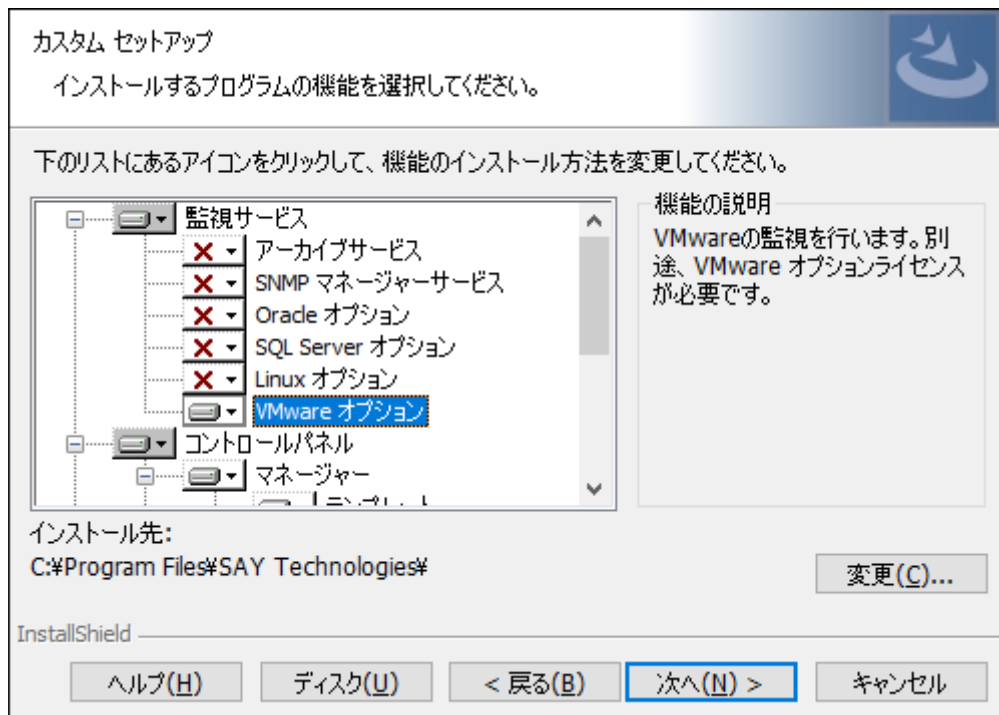 カスタム セットアップ
インストールするプログラムの機能を選択してください。
下のリストにあるアイコンをクリックして、機能のインストール方法を変更してください。
監視サービス
アーカイブサービス
SNMP マネージャーサービス
Oracle オプション
SQL Server オプション
Linux オプション
VMware オプション
コントロールパネル
マネージャー
テンプレート
機能の説明
VMwareの監視を行います。別
途、VMware オプションライセンス
が必要です。
インストール先:
C:¥Program Files¥SAY Technologies¥
変更(C)...
InstallShield
ヘルプ(H)
ディスク(U)
< 戻る(B)
次へ(N) >
キャンセル